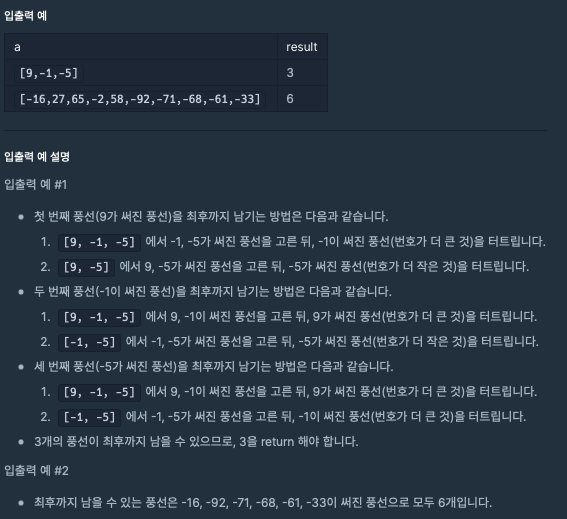 입출력 예
a result
[9,-1,-5] 3
[-16,27,65,-2,58,-92,-71,-68,-61,-33] 6
입출력 예 설명
입출력 예 #1
첫 번째 풍선(9가 써진 풍선)을 최후까지 남기는 방법은 다음과 같습니다.
1. [9, -1, -5] 에서 -1, -5가 써진 풍선을 고른 뒤, -1이 써진 풍선(번호가 더 큰 것)을 터트립니다.
2. [9, -5] 에서 9, -5가 써진 풍선을 고른 뒤, -5가 써진 풍선(번호가 더 작은 것)을 터트립니다.
두 번째 풍선(-1이 써진 풍선)을 최후까지 남기는 방법은 다음과 같습니다.
1. [9, -1, -5] 에서 9, -1이 써진 풍선을 고른 뒤, 9가 써진 풍선(번호가 더 큰 것)을 터트립니다.
2. [-1, -5] 에서 -1, -5가 써진 풍선을 고른 뒤, -5가 써진 풍선(번호가 더 작은 것)을 터트립니다.
세 번째 풍선(-5가 써진 풍선)을 최후까지 남기는 방법은 다음과 같습니다.
1. [9, -1, -5] 에서 9, -1이 써진 풍선을 고른 뒤, 9가 써진 풍선(번호가 더 큰 것)을 터트립니다.
2. [-1, -5] 에서 -1, -5가 써진 풍선을 고른 뒤, -1이 써진 풍선(번호가 더 큰 것)을 터트립니다.
3개의 풍선이 최후까지 남을 수 있으므로, 3을 return 해야 합니다.
입출력 예 #2
최후까지 남을 수 있는 풍선은 -16, -92, -71, -68, -61, -33이 써진 풍선으로 모두 6개입니다.